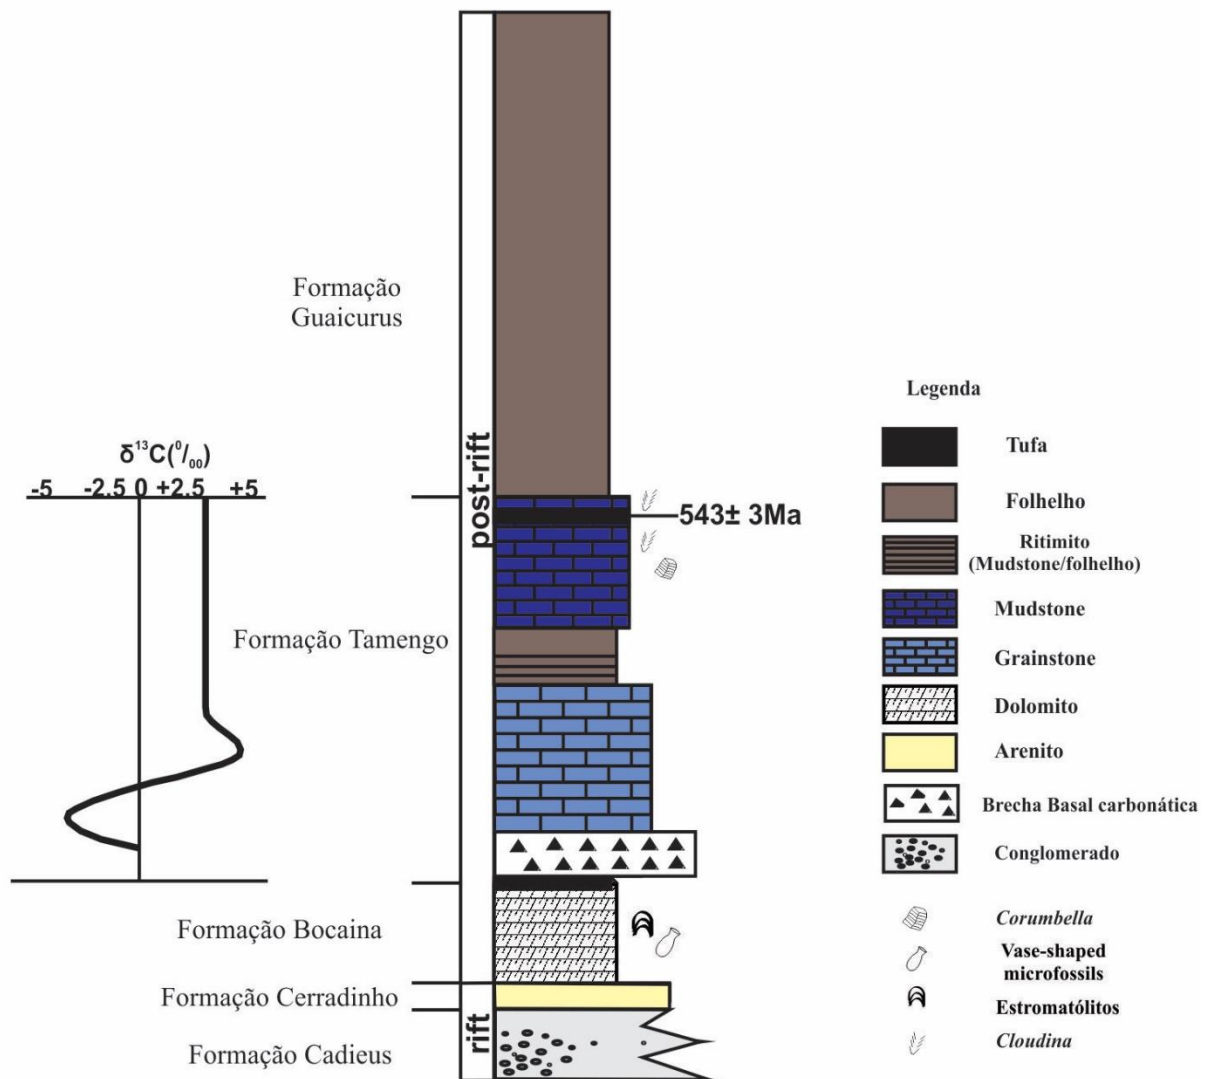 Formação
Guaicurus
δ¹³C(⁰/₀₀)
-5 -2.5 0 +2.5 +5
post-rift
543± 3Ma
Formação Tamengo
Formação Bocaina
Formação Cerradinho
rift
Formação Cadieus
Legenda
Tufa
Folhelho
Ritimito
(Mudstone/folhelho)
Mudstone
Grainstone
Dolomito
Arenito
Brecha Basal carbonática
Conglomerado
Corumbella
Vase-shaped
microfossils
Estromatólitos
Cloudina